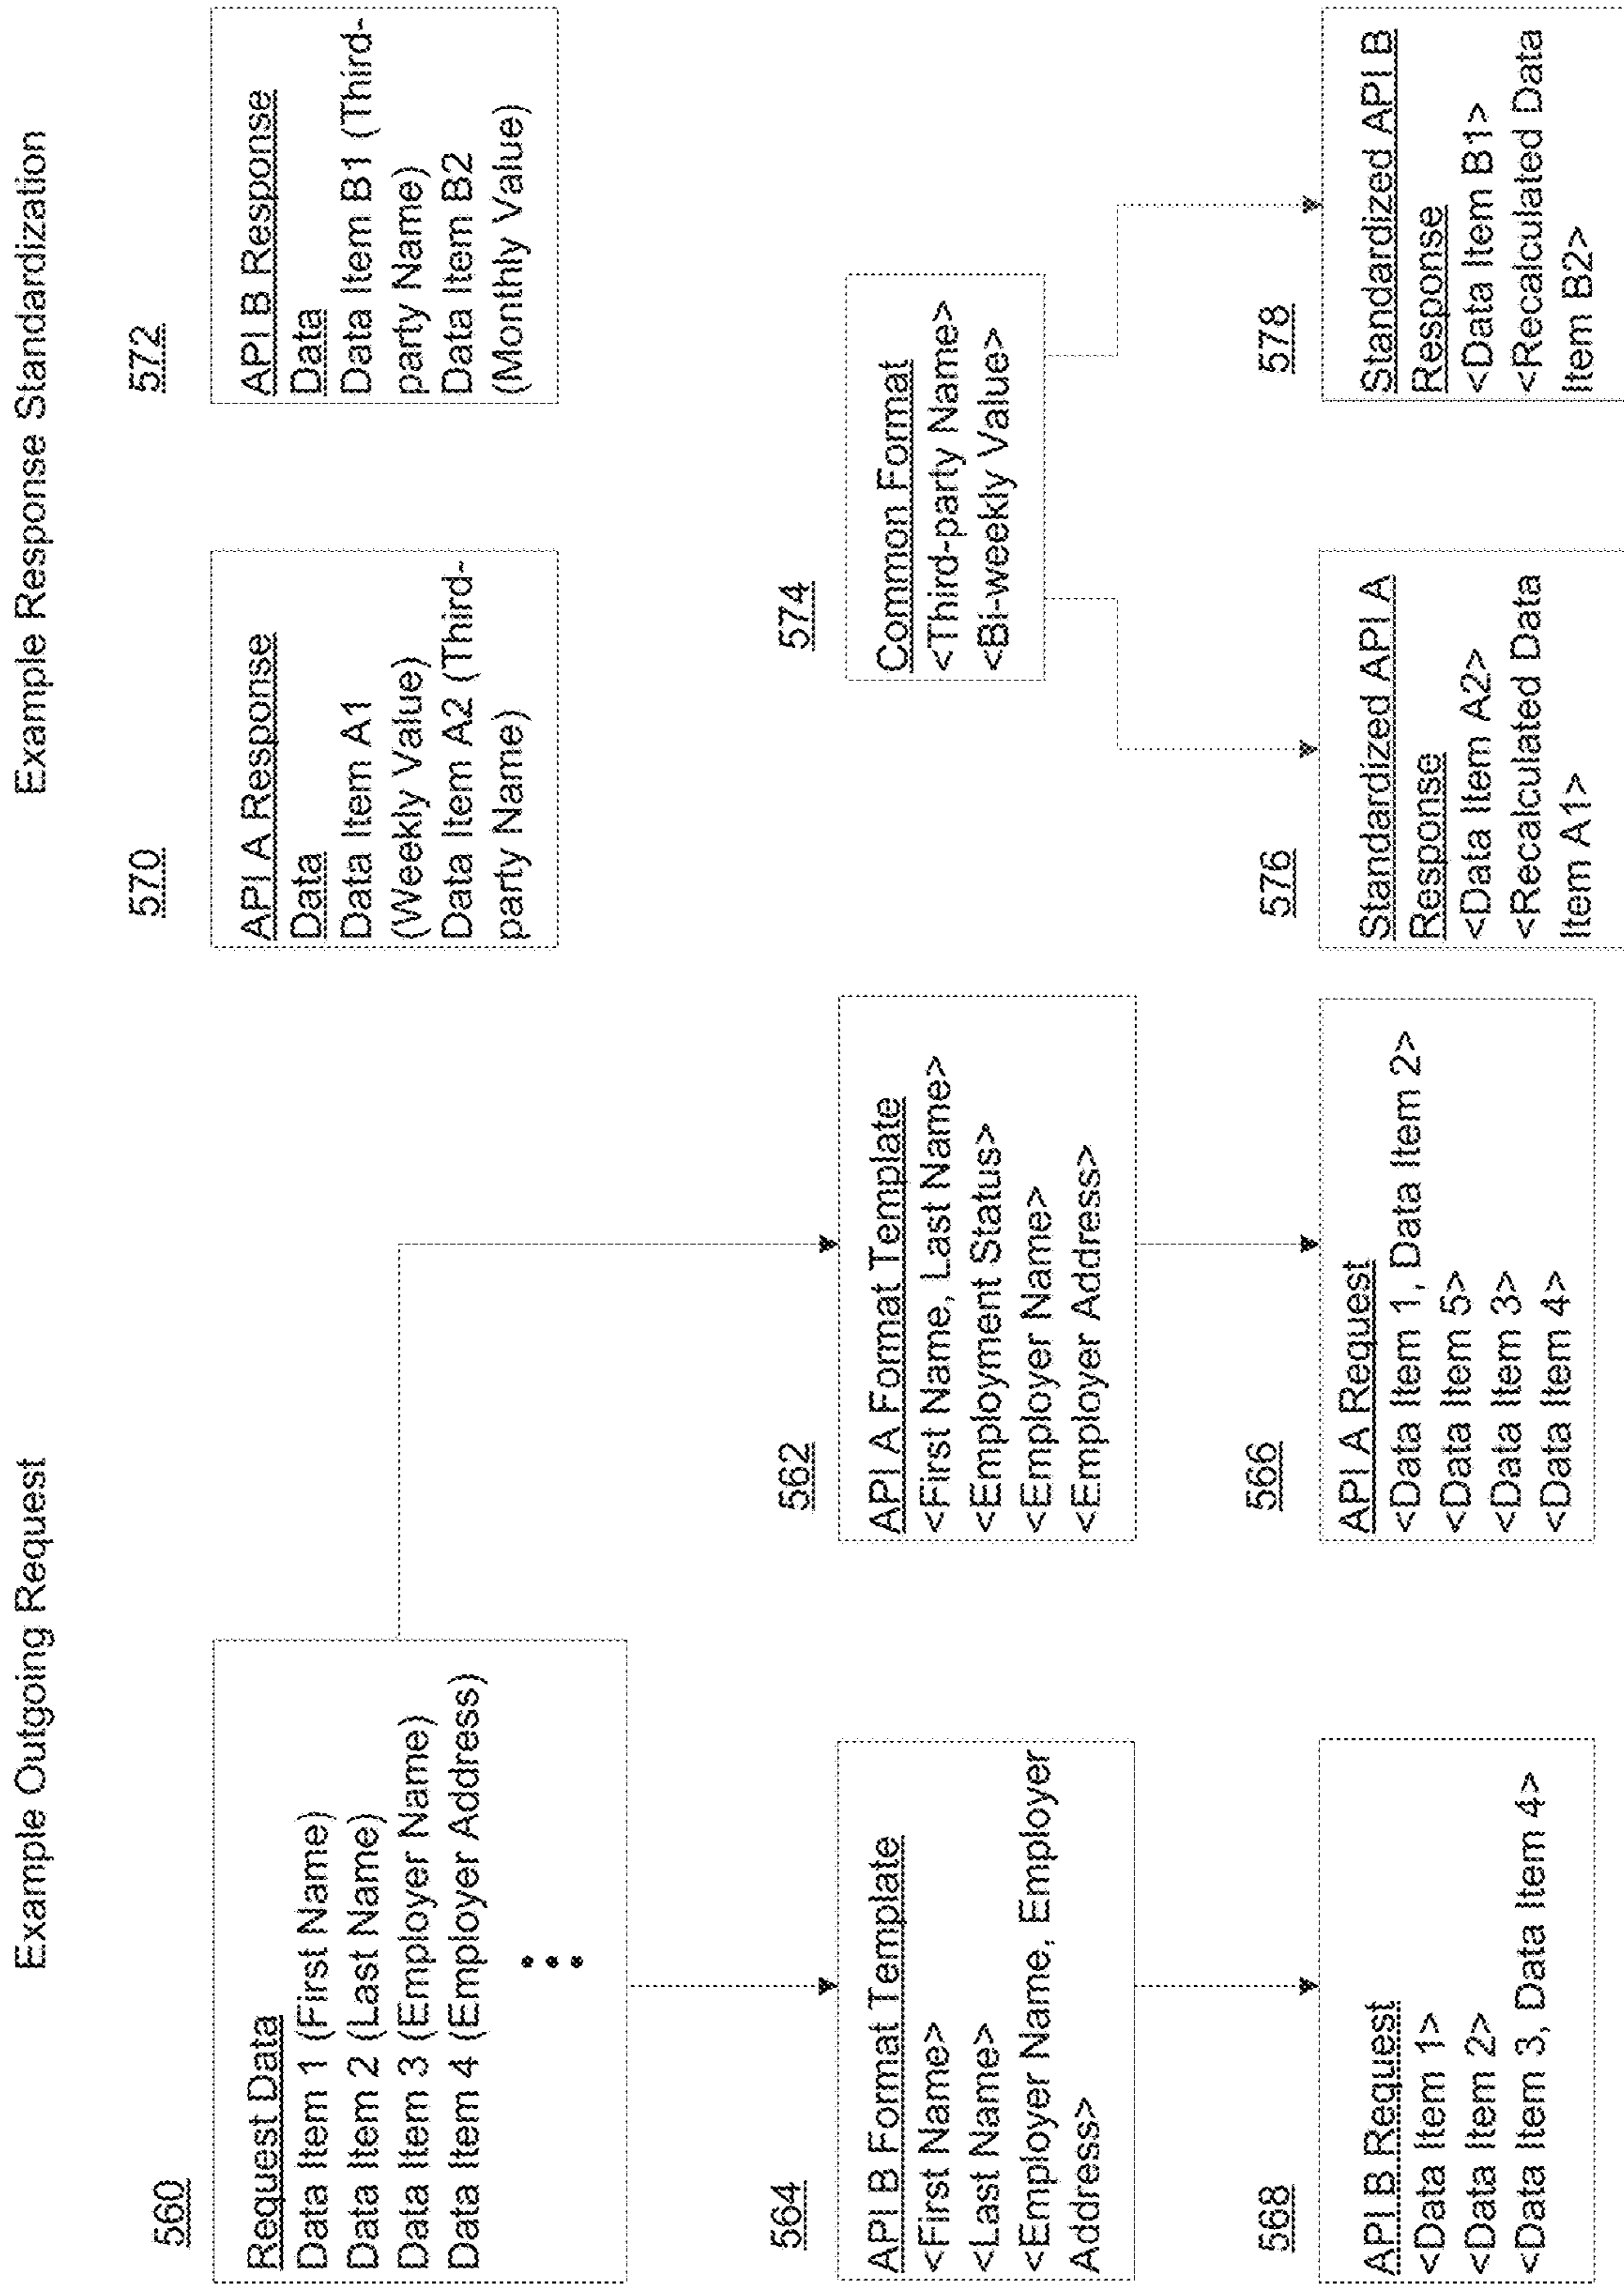 Example Outgoing Request
560
Request Data
Data Item 1 (First Name)
Data Item 2 (Last Name)
Data Item 3 (Employer Name)
Data Item 4 (Employer Address)
564
API B Format Template
<First Name>
<Last Name>
<Employer Name, Employer
Address>
562
API A Format Template
<First Name, Last Name>
<Employment Status>
<Employer Name>
<Employer Address>
568
API B Request
<Data Item 1>
<Data Item 2>
<Data Item 3, Data Item 4>
566
API A Request
<Data Item 1, Data Item 2>
<Data Item 5>
<Data Item 3>
<Data Item 4>
Example Response Standardization
570
API A Response
Data
Data Item A1
(Weekly Value)
Data Item A2 (Third-
party Name)
572
API B Response
Data
Data Item B1 (Third-
party Name)
Data Item B2
(Monthly Value)
574
Common Format
<Third-party Name>
<Bi-weekly Value>
576
Standardized API A
Response
<Data Item A2>
<Recalculated Data
Item A1>
578
Standardized API B
Response
<Data Item B1>
<Recalculated Data
Item B2>